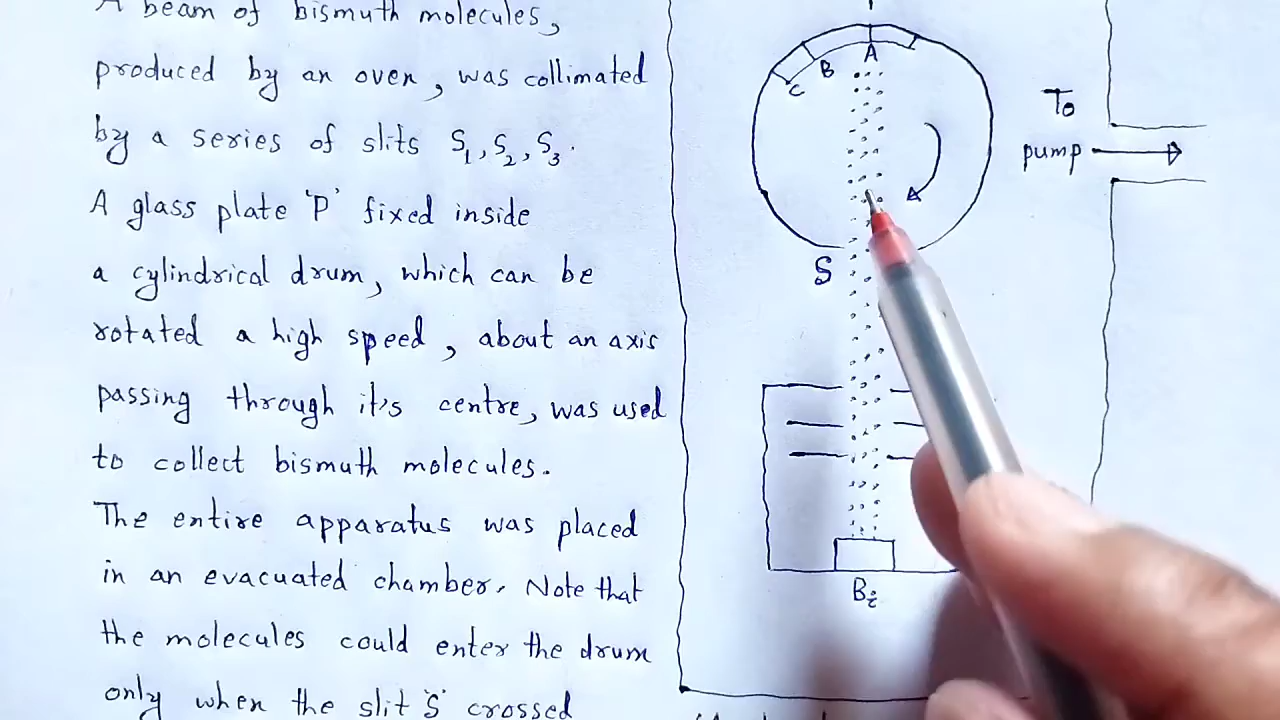 A beam of bismuth molecules,
produced by an oven, was collimated
by a series of slits S1, S2, S3.
A glass plate 'P' fixed inside
a cylindrical drum, which can be
rotated a high speed, about an axis
passing through it's centre, was used
to collect bismuth molecules.
The entire apparatus was placed
in an evacuated chamber. Note that
the molecules could enter the drum
only when the slit 'S' crossed
A
B
C
To
pump
S
Bi